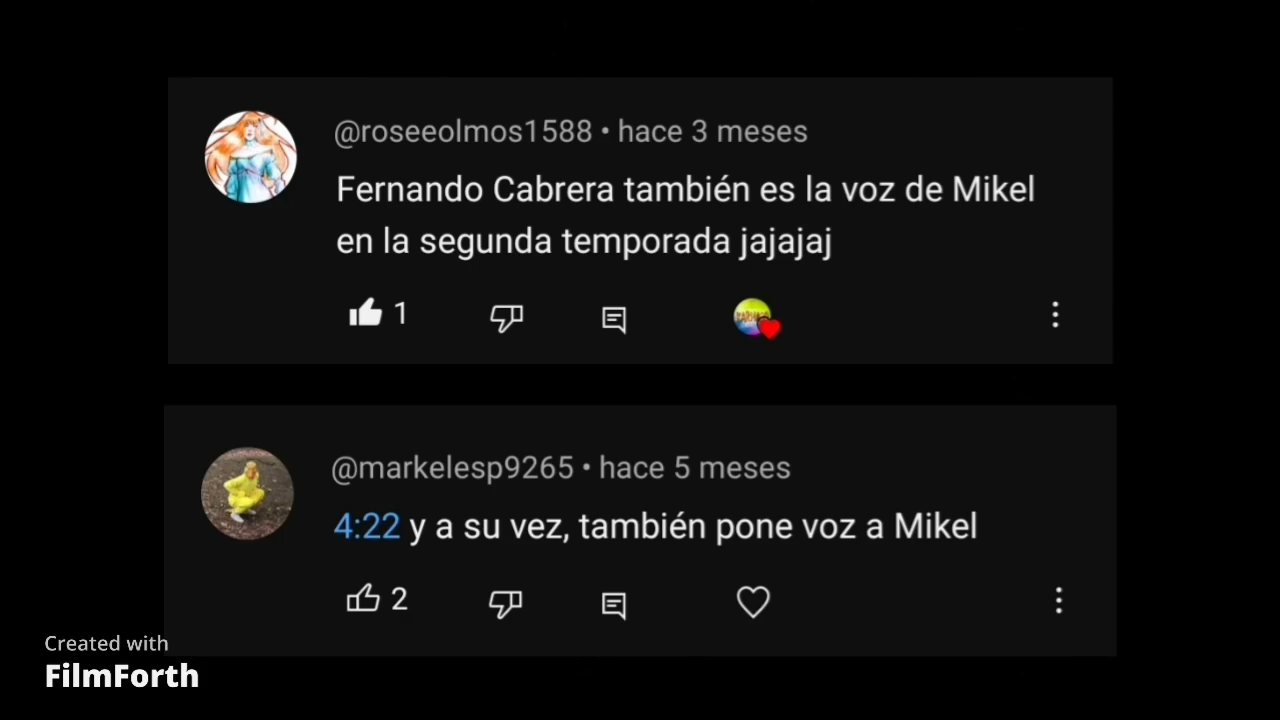 @roseeolmos1588 • hace 3 meses
Fernando Cabrera también es la voz de Mikel
en la segunda temporada jajajaj
1
@markelesp9265 • hace 5 meses
4:22 y a su vez, también pone voz a Mikel
2
Created with
FilmForth